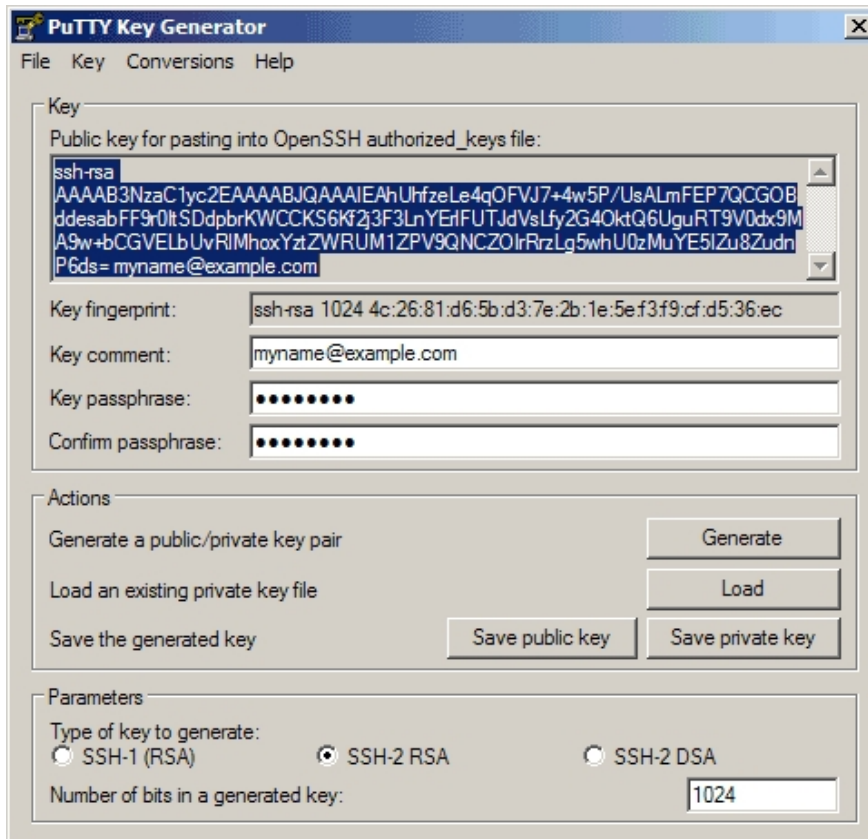 PuTTY Key Generator
File Key Conversions Help
Key
Public key for pasting into OpenSSH authorized_keys file:
ssh-rsa
AAAAB3NzaC1yc2EAAAABJQAAAIEAhUhfzeLe4qOFVJ7+4w5P/UsALmFEP7QCGOB
ddesabFF9r0ItSDdpbrKWCCKS6Kf2j3F3LnYErlFUTJdVsLfy2G4OktQ6UguRT9V0dx9M
A9w+bCGVELbUvRlMhoxYztZWRUM1ZPV9QNCZOlrRrzLg5whU0zMuYE5IZu8Zudn
P6ds= myname@example.com
Key fingerprint: ssh-rsa 1024 4c:26:81:d6:5b:d3:7e:2b:1e:5e:f3:f9:cf:d5:36:ec
Key comment: myname@example.com
Key passphrase: ●●●●●●●●
Confirm passphrase: ●●●●●●●●
Actions
Generate a public/private key pair Generate
Load an existing private key file Load
Save the generated key Save public key Save private key
Parameters
Type of key to generate:
SSH-1 (RSA) SSH-2 RSA SSH-2 DSA
Number of bits in a generated key: 1024